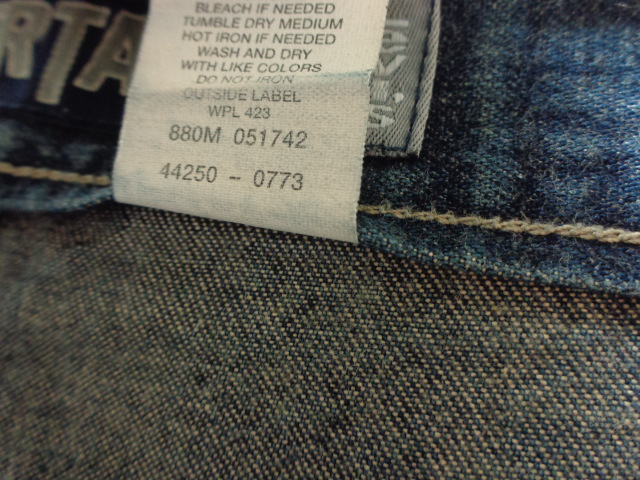 RTA
BLEACH IF NEEDED
TUMBLE DRY MEDIUM
HOT IRON IF NEEDED
WASH AND DRY
WITH LIKE COLORS
DO NOT IRON
OUTSIDE LABEL
WPL 423
880M 051742
44250 - 0773